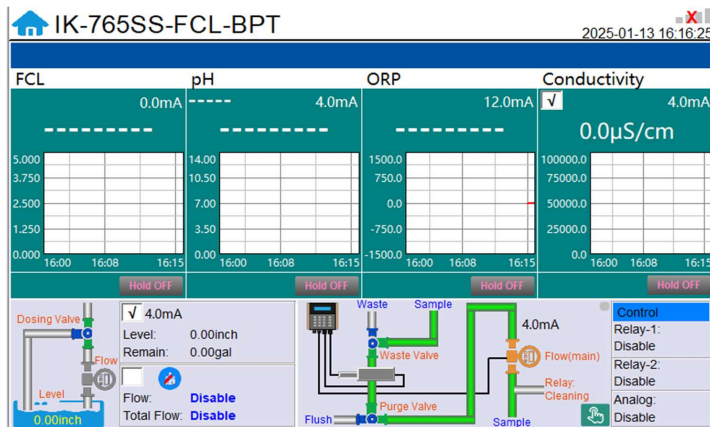 IK-765SS-FCL-BPT
2025-01-13 16:16:25
FCL
pH
ORP
Conductivity
0.0mA
-----
4.0mA
12.0mA
√
4.0mA
---------
---------
---------
0.0µS/cm
5.000
3.750
2.500
1.250
0.000
16:00
16:08
16:15
14.00
10.50
7.00
3.50
0.00
16:00
16:08
16:15
1500.0
750.0
0.0
-750.0
-1500.0
16:00
16:08
16:15
100000.0
75000.0
50000.0
25000.0
0.0
16:00
16:08
16:15
Hold OFF
Hold OFF
Hold OFF
Hold OFF
Dosing Valve
Flow
Level
0.00inch
√ 4.0mA
Level: 0.00inch
Remain: 0.00gal
Flow: Disable
Total Flow: Disable
Waste
Sample
4.0mA
Waste Valve
Flow(main)
Relay:
Cleaning
Purge Valve
Flush
Sample
Control
Relay-1:
Disable
Relay-2:
Disable
Analog:
Disable